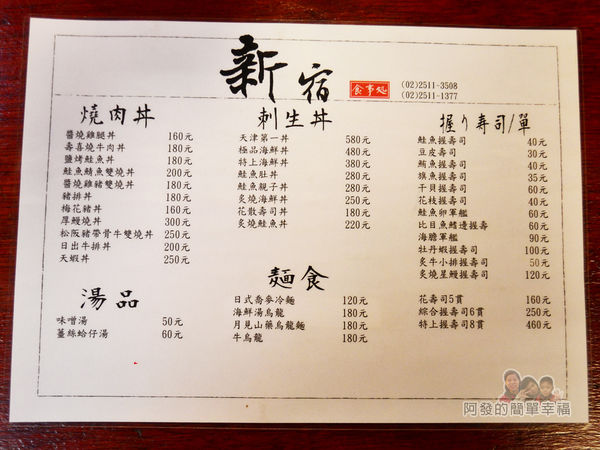 新宿
食事処
(02)2511-3508
(02)2511-1377
燒肉丼
醬燒雞腿丼 160元
壽喜燒牛肉丼 180元
鹽烤鮭魚丼 180元
鮭魚鯖魚雙燒丼 200元
醬燒雞豬雙燒丼 180元
豬排丼 180元
梅花豬丼 160元
厚鰻燒丼 300元
松阪豬帶骨牛雙燒丼 250元
日出牛排丼 200元
天蝦丼 250元
湯品
味噌湯 50元
薑絲蛤仔湯 60元
刺生丼
天津第一丼 580元
極品海鮮丼 480元
特上海鮮丼 380元
鮭魚肚丼 280元
鮭魚親子丼 280元
炙燒海鮮丼 250元
花散壽司丼 180元
炙燒鮭魚丼 220元
麵食
日式喬麥冷麵 120元
海鮮湯烏龍 180元
月見山藥烏龍麵 180元
牛烏龍 180元
握り寿司/單
鮭魚握壽司 40元
豆皮壽司 30元
鮪魚握壽司 40元
旗魚握壽司 35元
干貝握壽司 60元
花枝握壽司 40元
鮭魚卵軍艦 60元
比目魚鰭邊握壽 60元
海膽軍艦 90元
牡丹蝦握壽司 100元
炙牛小排握壽司 50元
炙燒星鰻握壽司 120元
花壽司5貫 160元
綜合握壽司6貫 250元
特上握壽司8貫 460元
阿發的簡單幸福